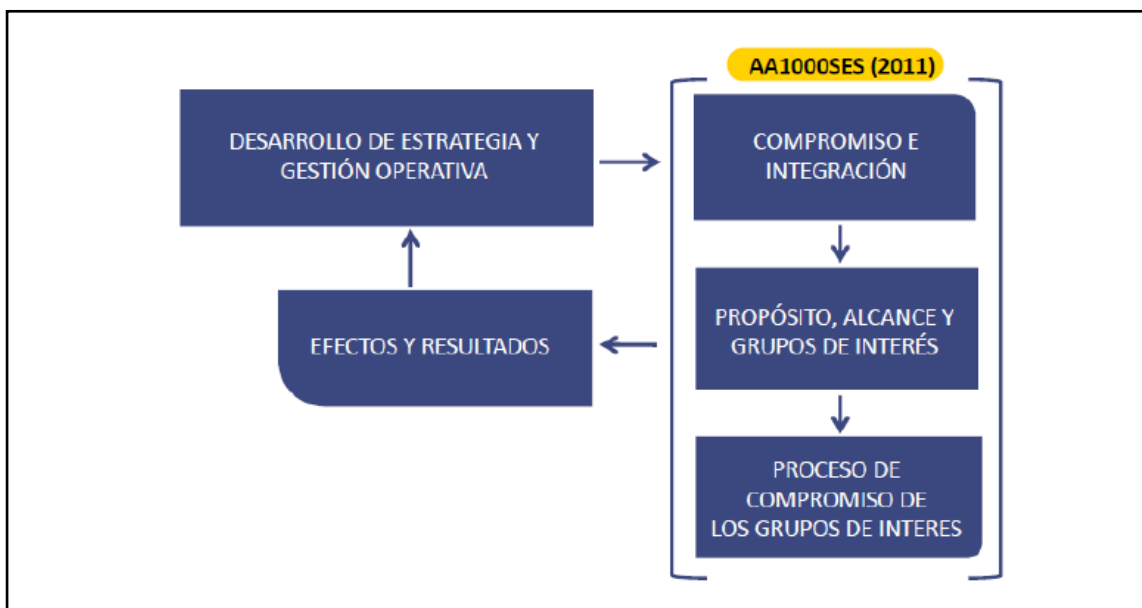 AA1000SES (2011)
DESARROLLO DE ESTRATEGIA Y
GESTIÓN OPERATIVA
COMPROMISO E
INTEGRACIÓN
PROPÓSITO, ALCANCE Y
GRUPOS DE INTERÉS
EFECTOS Y RESULTADOS
PROCESO DE
COMPROMISO DE
LOS GRUPOS DE INTERES